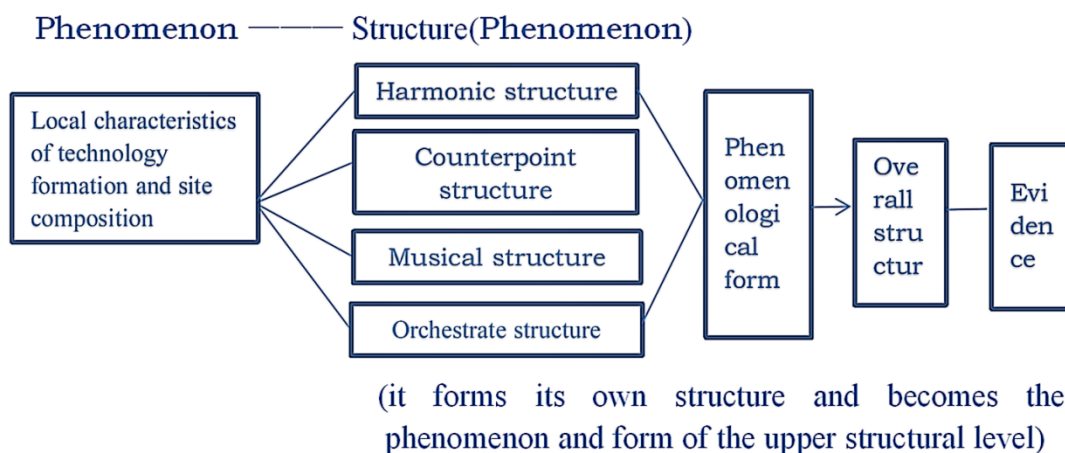 Phenomenon ——— Structure(Phenomenon)
Local characteristics
of technology
formation and site
composition
Harmonic structure
Counterpoint
structure
Musical structure
Orchestrate structure
Phen
omen
ologi
cal
form
Ove
rall
stru
ctur
Evi
den
ce
(it forms its own structure and becomes the
phenomenon and form of the upper structural level)